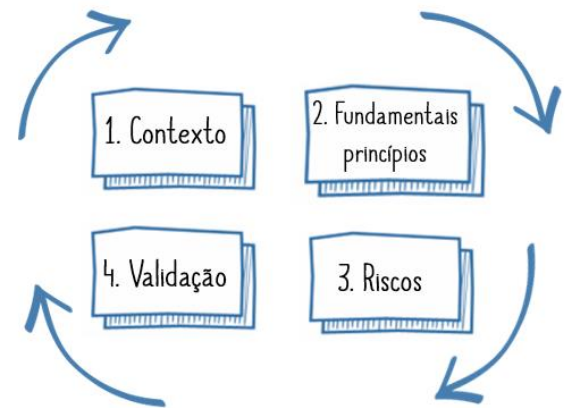 1. Contexto
2. Fundamentais
princípios
3. Riscos
4. Validação